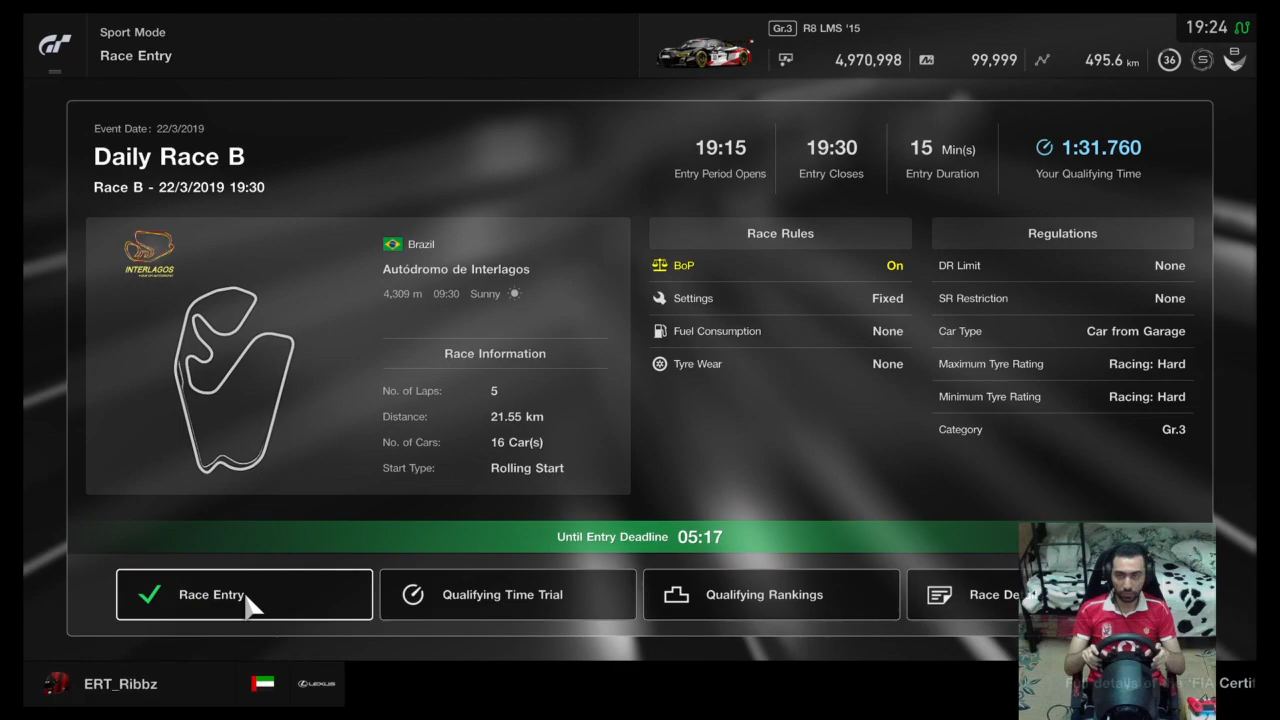 Sport Mode
Race Entry
Gr.3 R8 LMS '15
4,970,998 99,999 495.6 km 36 S B
19:24
Event Date: 22/3/2019
Daily Race B
Race B - 22/3/2019 19:30
19:15
Entry Period Opens
19:30
Entry Closes
15 Min(s)
Entry Duration
1:31.760
Your Qualifying Time
INTERLAGOS
Brazil
Autódromo de Interlagos
4,309 m 09:30 Sunny
Race Information
No. of Laps: 5
Distance: 21.55 km
No. of Cars: 16 Car(s)
Start Type: Rolling Start
Race Rules
BoP On
Settings Fixed
Fuel Consumption None
Tyre Wear None
Regulations
DR Limit None
SR Restriction None
Car Type Car from Garage
Maximum Tyre Rating Racing: Hard
Minimum Tyre Rating Racing: Hard
Category Gr.3
Until Entry Deadline 05:17
Race Entry
Qualifying Time Trial
Qualifying Rankings
Race De
ERT_Ribbz
LEXUS
Full details of the 'FIA Certi